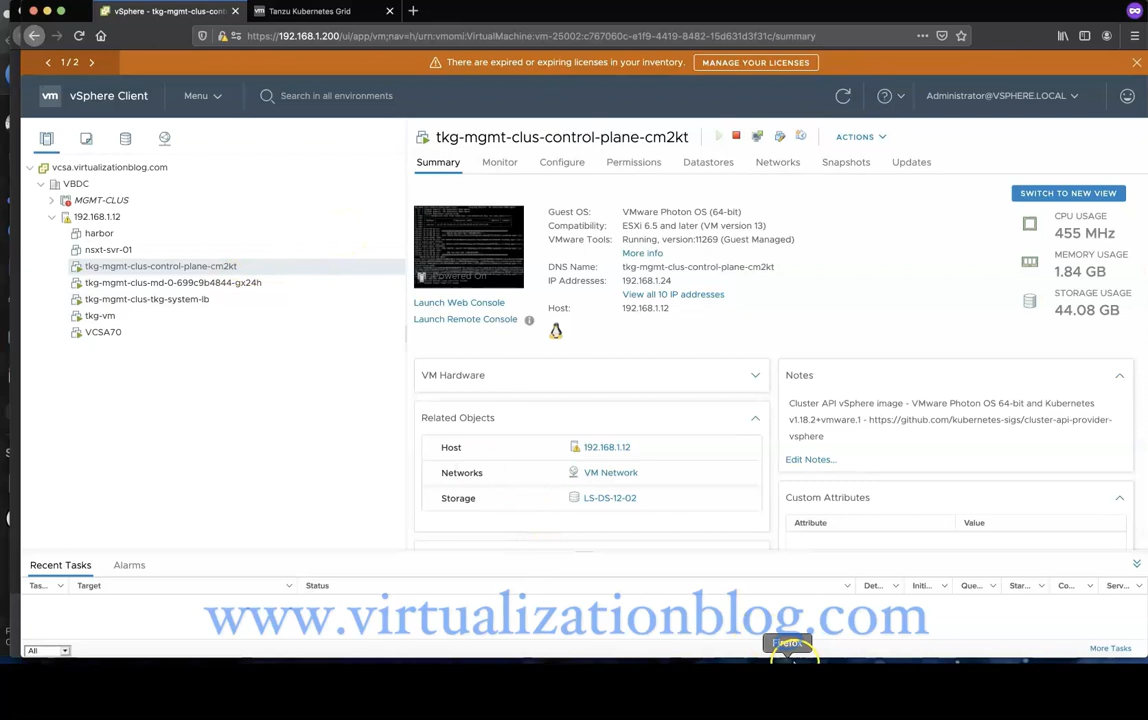 vSphere - tkg-mgmt-clus-cont
Tanzu Kubernetes Grid
https://192.168.1.200/ui/app/vm;nav=h/urn:vmomi:VirtualMachine:vm-25002:c767060c-e1f9-4419-8482-15d631d3f31c/summary
1 / 2
There are expired or expiring licenses in your inventory.
MANAGE YOUR LICENSES
vm vSphere Client
Menu
Search in all environments
Administrator@VSPHERE.LOCAL
tkg-mgmt-clus-control-plane-cm2kt
ACTIONS
Summary
Monitor
Configure
Permissions
Datastores
Networks
Snapshots
Updates
vcsa.virtualizationblog.com
VBDC
MGMT-CLUS
192.168.1.12
harbor
nsxt-svr-01
tkg-mgmt-clus-control-plane-cm2kt
tkg-mgmt-clus-md-0-699c9b4844-gx24h
tkg-mgmt-clus-tkg-system-lb
tkg-vm
VCSA70
SWITCH TO NEW VIEW
Powered On
Launch Web Console
Launch Remote Console
Guest OS: VMware Photon OS (64-bit)
Compatibility: ESXi 6.5 and later (VM version 13)
VMware Tools: Running, version:11269 (Guest Managed)
More info
DNS Name: tkg-mgmt-clus-control-plane-cm2kt
IP Addresses: 192.168.1.24
View all 10 IP addresses
Host: 192.168.1.12
CPU USAGE
455 MHz
MEMORY USAGE
1.84 GB
STORAGE USAGE
44.08 GB
VM Hardware
Related Objects
Host 192.168.1.12
Networks VM Network
Storage LS-DS-12-02
Notes
Cluster API vSphere image - VMware Photon OS 64-bit and Kubernetes
v1.18.2+vmware.1 - https://github.com/kubernetes-sigs/cluster-api-provider-
vsphere
Edit Notes...
Custom Attributes
Attribute Value
Recent Tasks Alarms
Tas... Target Status Det... Initi... Que... Star... Co... Serv...
www.virtualizationblog.com
Firefox
All
More Tasks